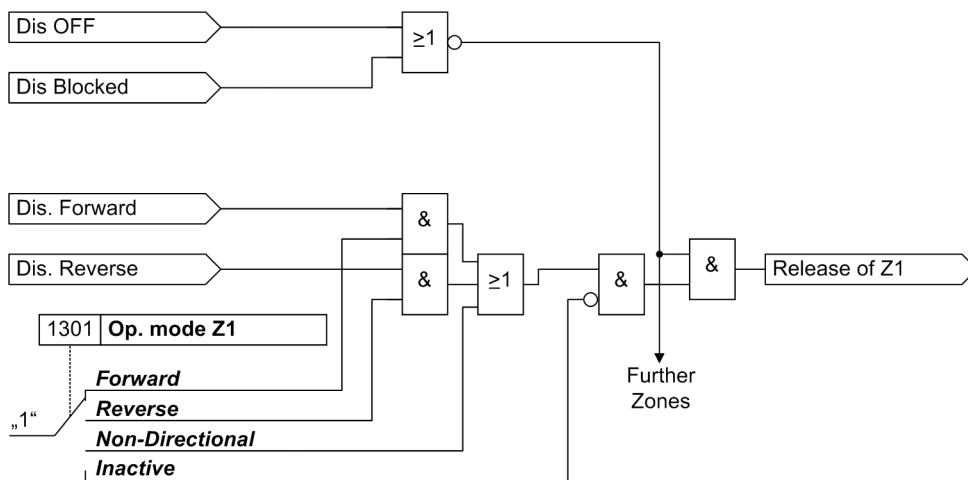 Dis OFF
≥1
Dis Blocked
Dis. Forward
&
Dis. Reverse
&
≥1
&
&
Release of Z1
1301 Op. mode Z1
Further
Zones
Forward
Reverse
„1“
Non-Directional
Inactive